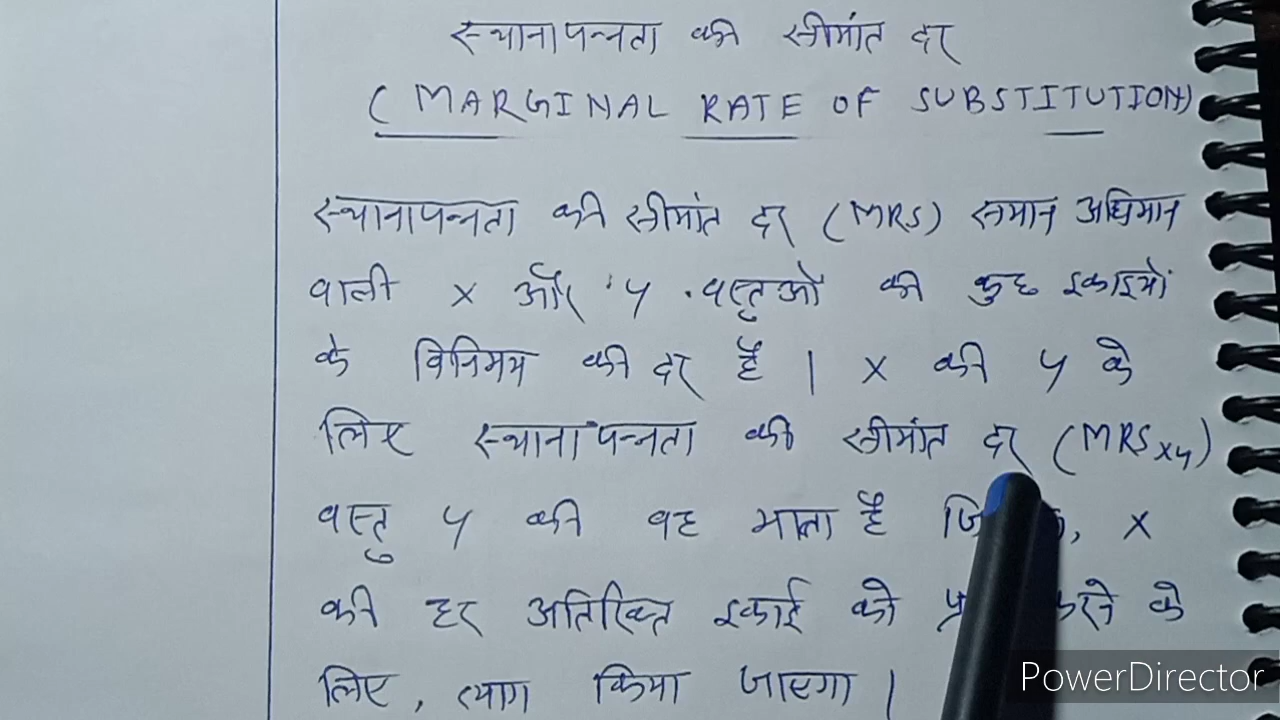 स्थानापन्नता की सीमांत दर
(MARGINAL RATE OF SUBSTITUTION)
स्थानापन्नता की सीमांत दर (MRS) समान अधिमान
वाली x और y वस्तुओं की कुछ इकाइयों
के विनिमय की दर है । x की y के
लिए स्थानापन्नता की सीमांत दर (MRSxy)
वस्तु y की वह मात्रा है x
की हर अतिरिक्त इकाई को के
लिए, त्याग किया जाएगा ।
PowerDirector